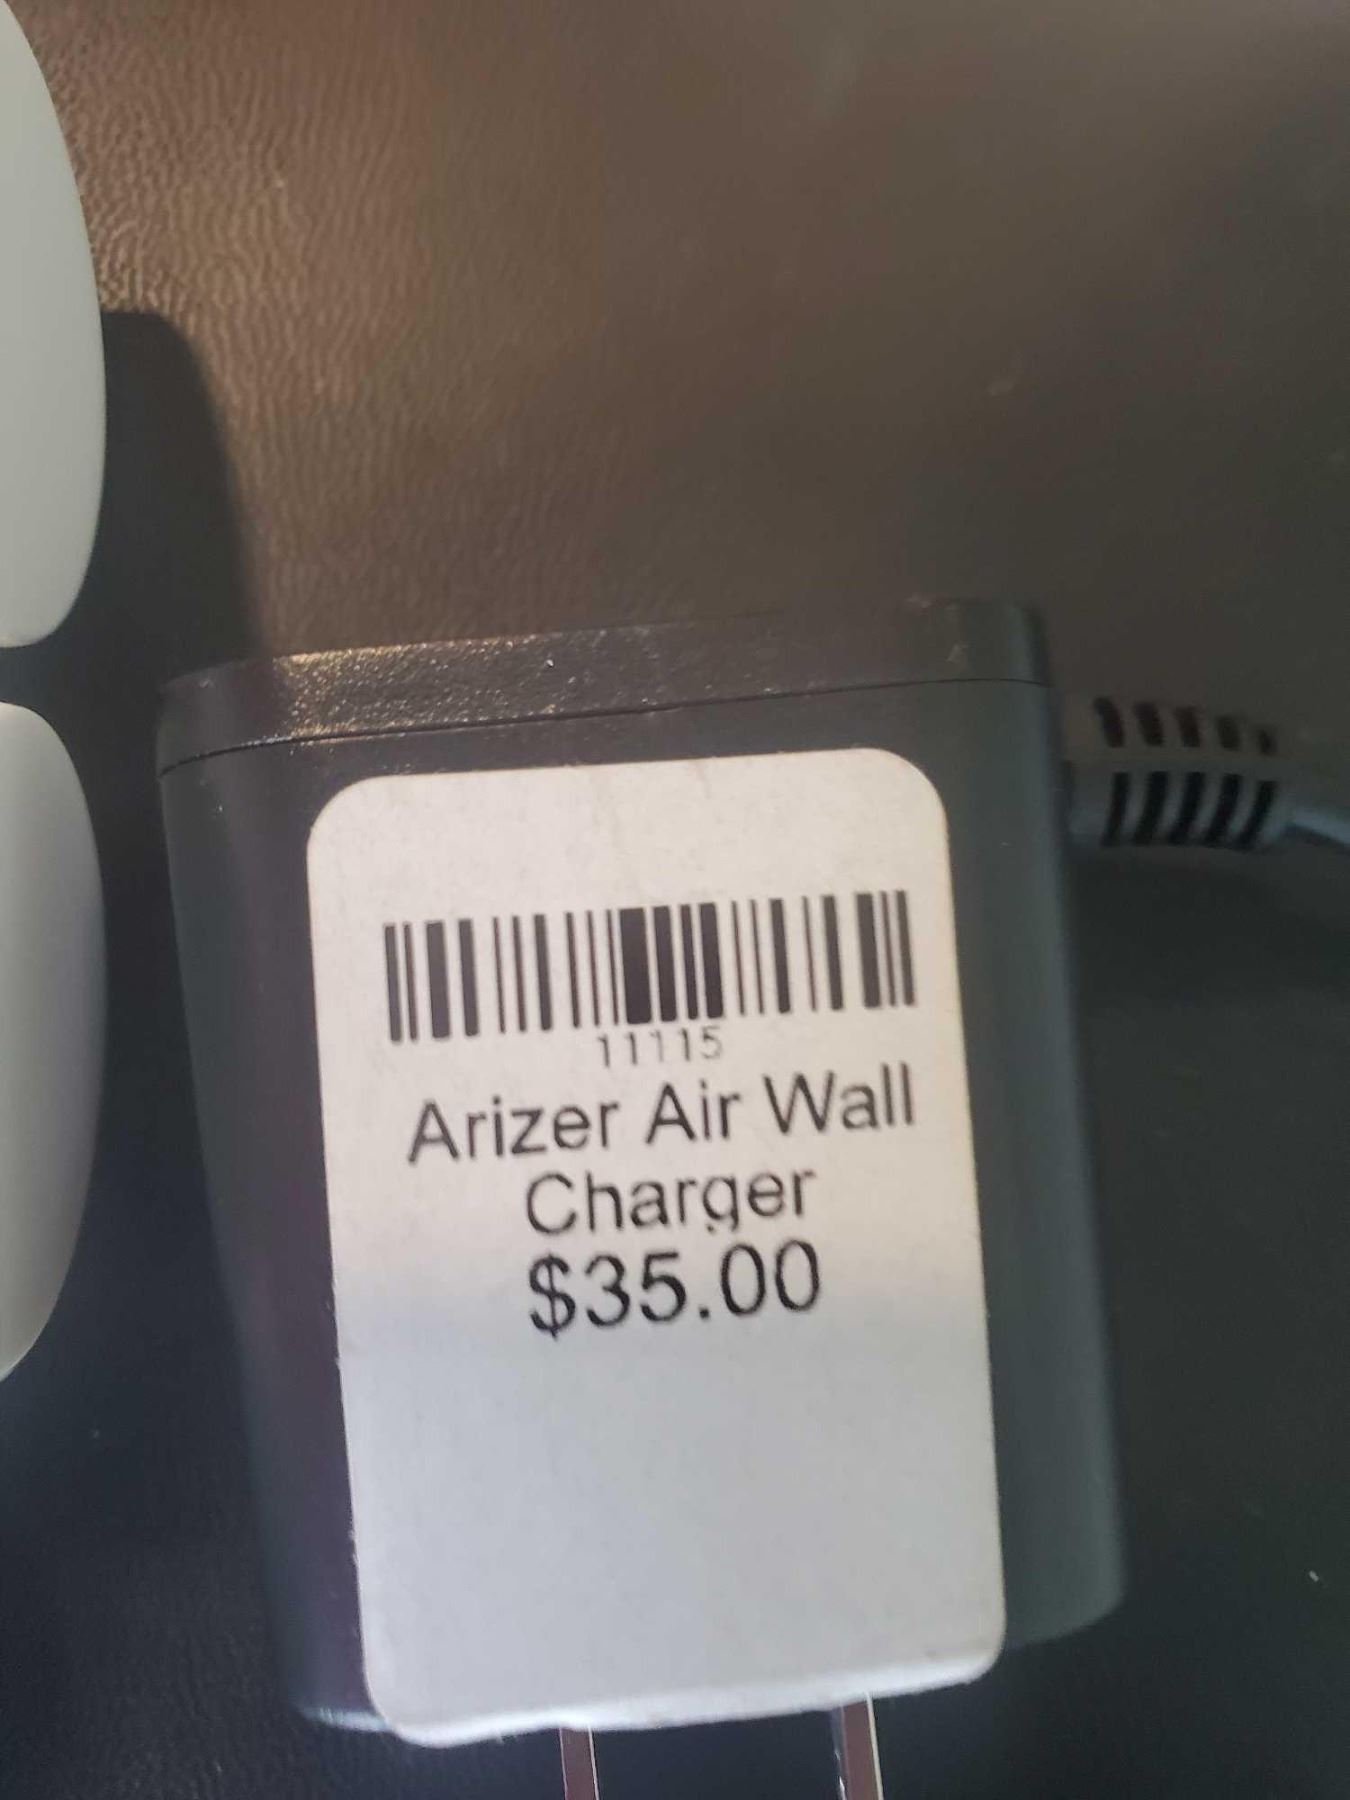 11115
Arizer Air Wall
Charger
$35.00